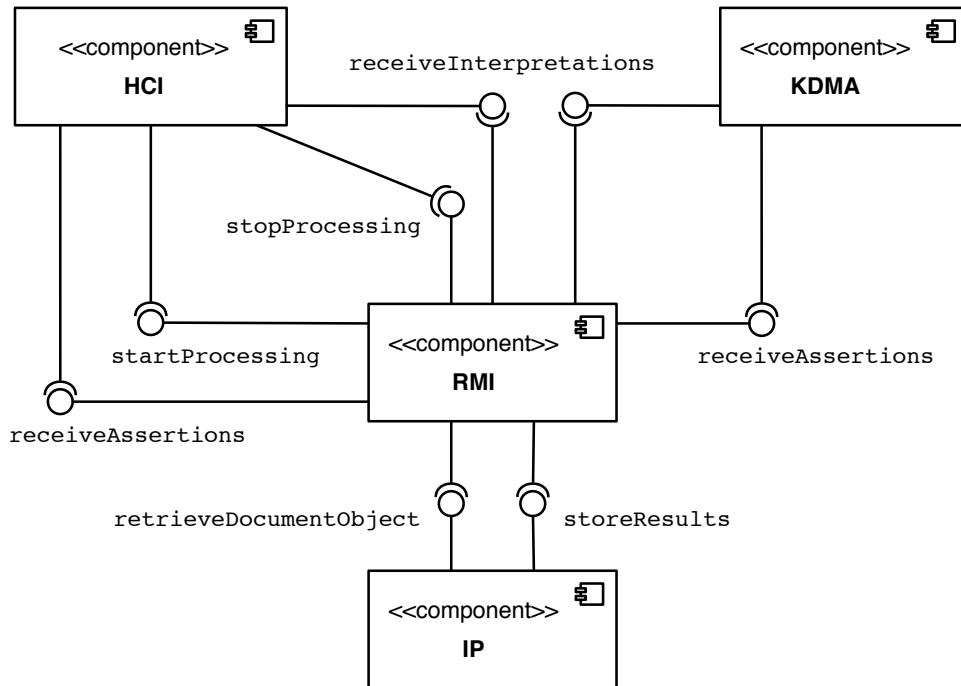 <<component>>
HCI
<<component>>
KDMA
receiveInterpretations
stopProcessing
startProcessing
<<component>>
RMI
receiveAssertions
receiveAssertions
retrieveDocumentObject
storeResults
<<component>>
IP